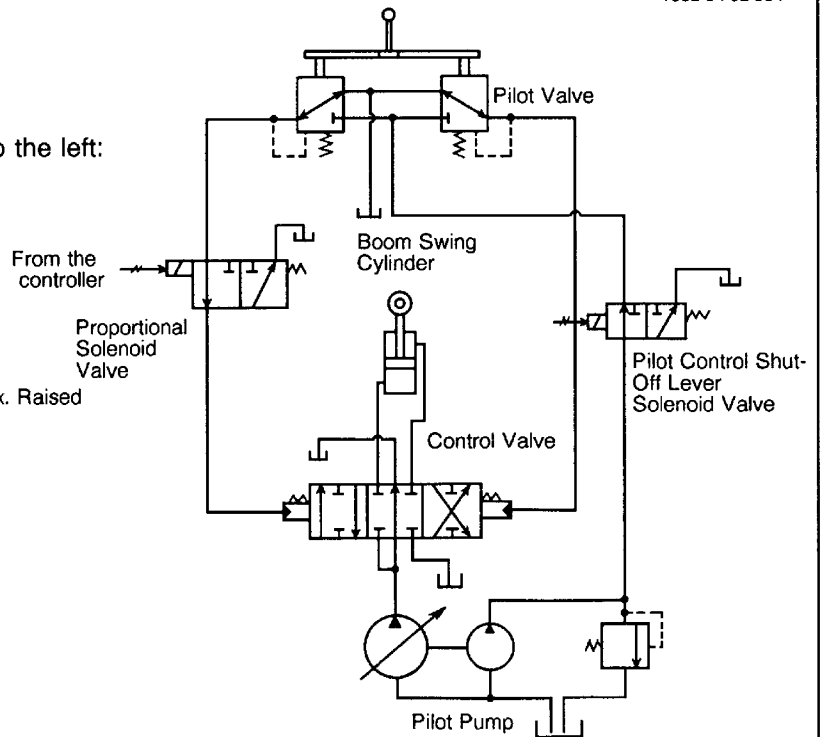 Pilot Valve
o the left:
Boom Swing
Cylinder
From the
controller
Proportional
Solenoid
Valve
x. Raised
Pilot Control Shut-
Off Lever
Solenoid Valve
Control Valve
Pilot Pump